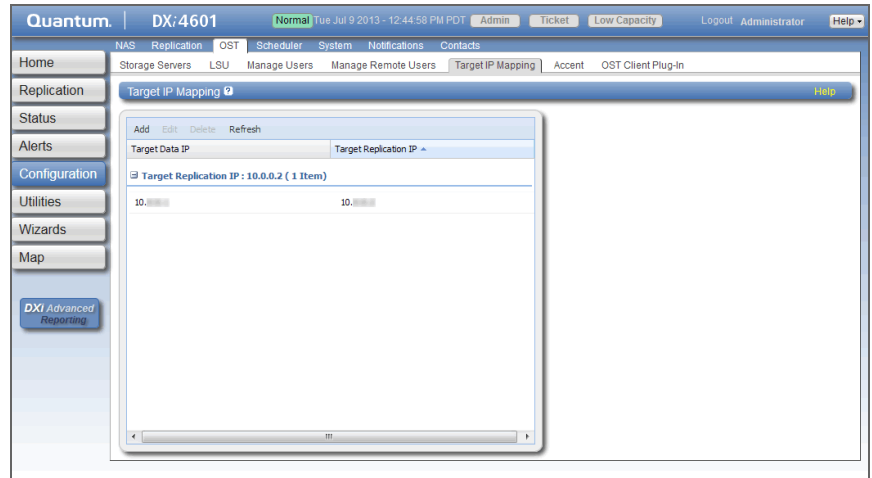 Quantum. DXi4601 Normal Tue Jul 9 2013 - 12:44:58 PM PDT Admin Ticket Low Capacity Logout Administrator Help
NAS Replication OST Scheduler System Notifications Contacts
Storage Servers LSU Manage Users Manage Remote Users Target IP Mapping Accent OST Client Plug-In
Home
Replication
Status
Alerts
Configuration
Utilities
Wizards
Map
DXi Advanced
Reporting
Target IP Mapping ? Help
Add Edit Delete Refresh
Target Data IP Target Replication IP
Target Replication IP : 10.0.0.2 ( 1 Item)
10. 10.